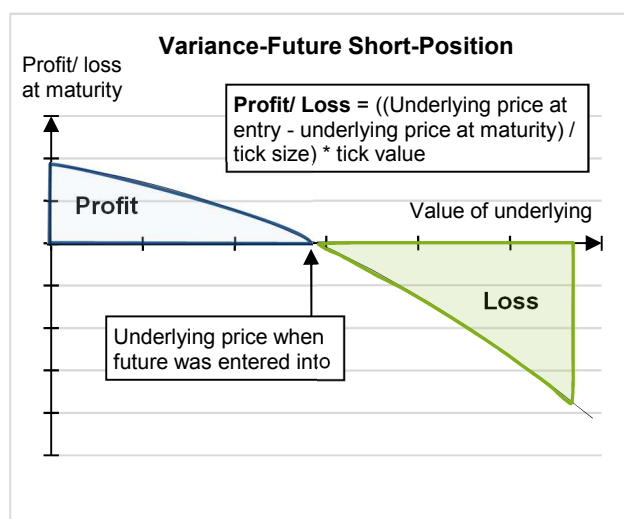 Variance-Future Short-Position
Profit/ loss
at maturity
Profit/ Loss = ((Underlying price at
entry - underlying price at maturity) /
tick size) * tick value
Profit
Value of underlying
Loss
Underlying price when
future was entered into